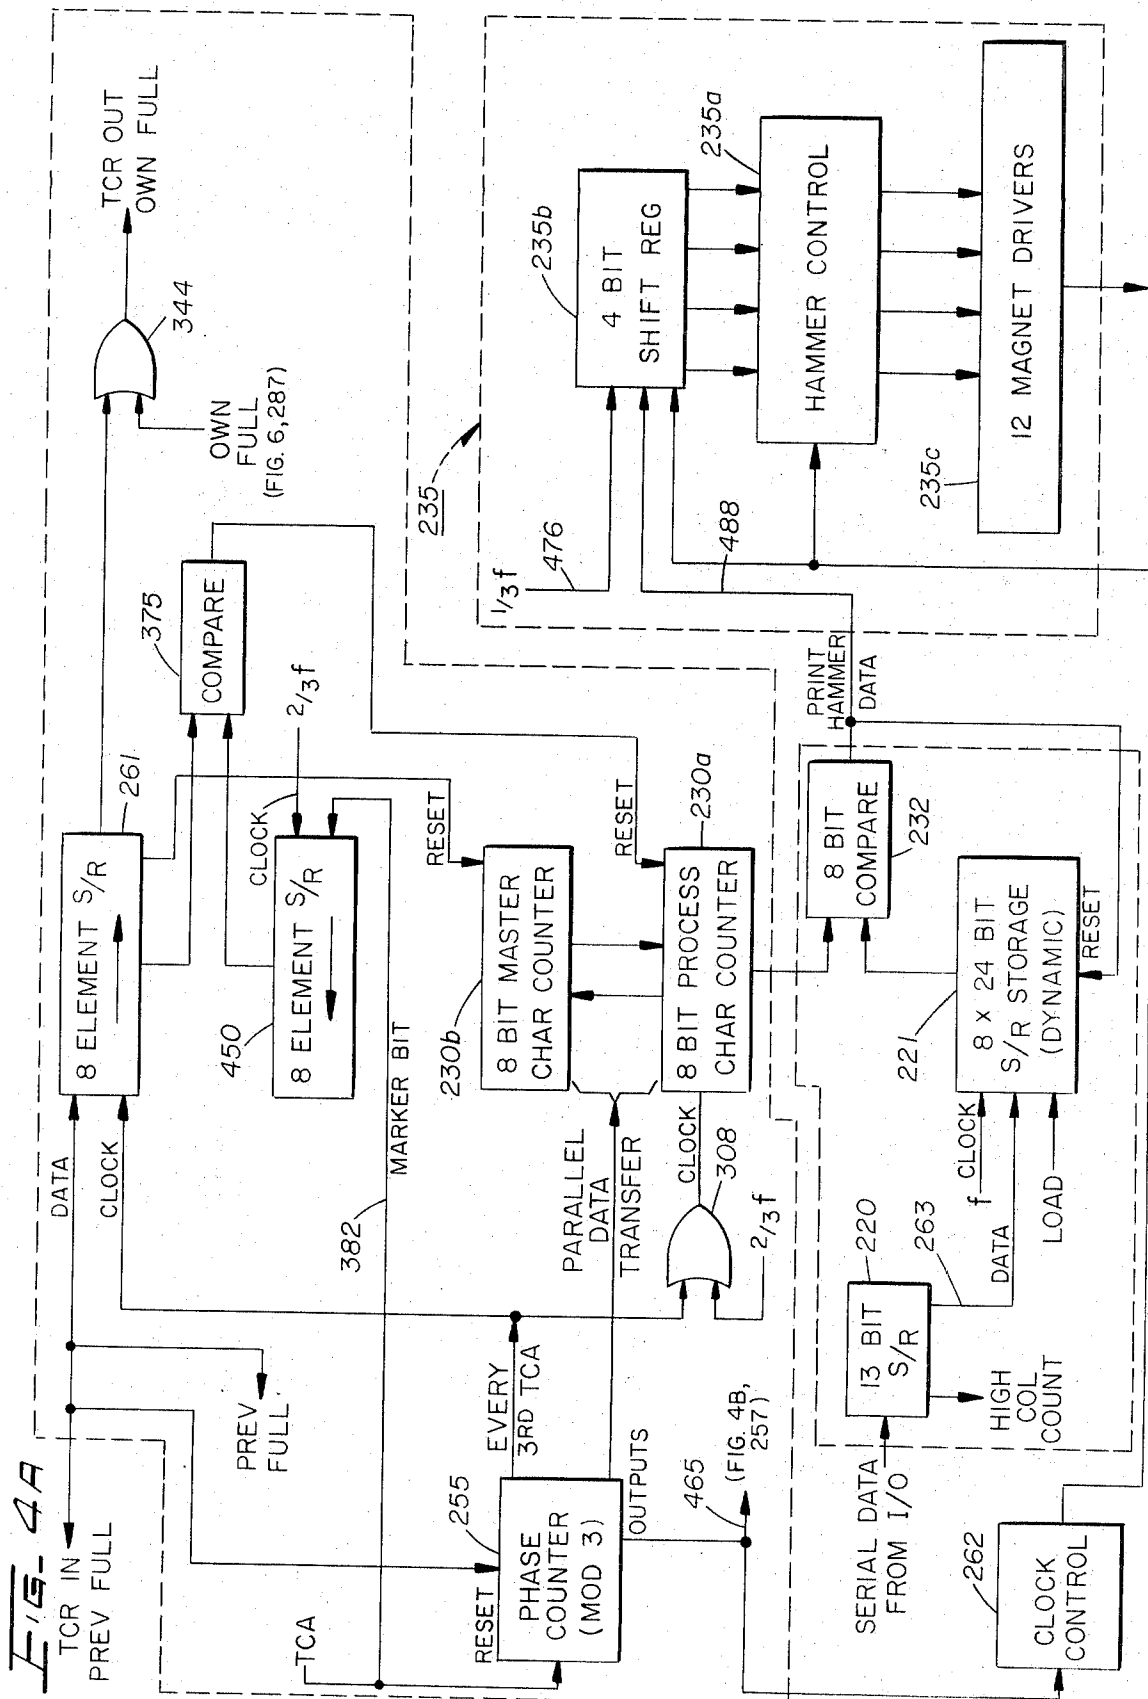 FIG_4A
TCR IN
PREV FULL
PREV
FULL
DATA
CLOCK
8 ELEMENT S/R
261
TCR OUT
OWN FULL
344
OWN
FULL
(FIG. 6, 287)
375
COMPARE
2/3 f
CLOCK
450
8 ELEMENT S/R
382
MARKER BIT
RESET
230b
8 BIT MASTER
CHAR COUNTER
RESET
230a
8 BIT PROCESS
CHAR COUNTER
PARALLEL
DATA
TRANSFER
CLOCK
308
2/3 f
EVERY
3RD TCA
TCA
RESET
255
PHASE
COUNTER
(MOD 3)
OUTPUTS
465
(FIG. 4B,
257)
SERIAL DATA
FROM I/O
262
CLOCK
CONTROL
220
13 BIT
S/R
HIGH
COL
COUNT
263
DATA
LOAD
f CLOCK
221
8 x 24 BIT
S/R STORAGE
(DYNAMIC)
RESET
8 BIT
COMPARE
232
PRINT
HAMMER
DATA
235
1/3 f
476
488
235b
4 BIT
SHIFT REG
235a
HAMMER CONTROL
235c
12 MAGNET DRIVERS